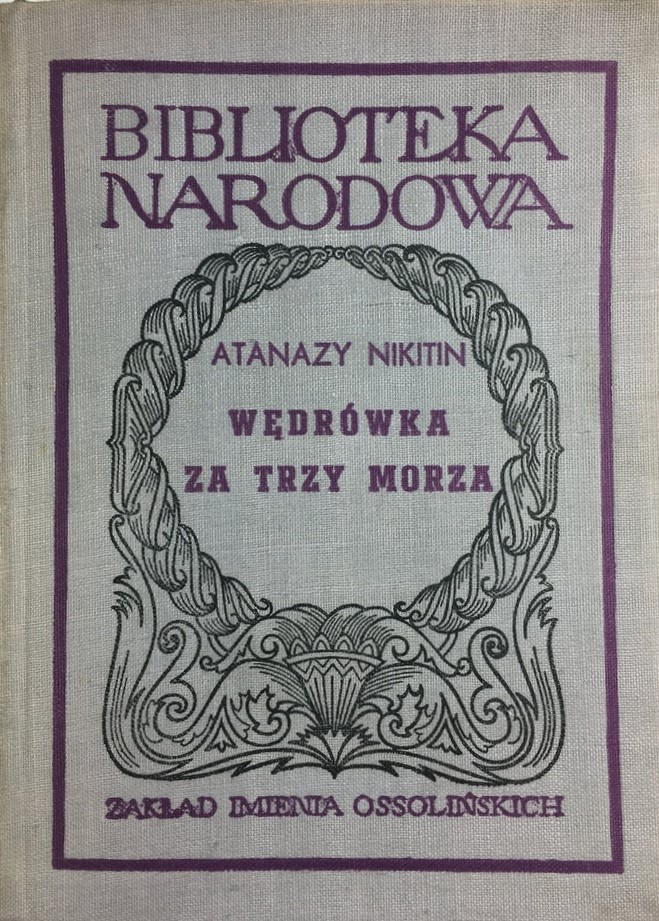 BIBLIOTEKA
NARODOWA
ATANAZY NIKITIN
WĘDRÓWKA
ZA TRZY MORZA
ZAKŁAD IMIENIA OSSOLIŃSKICH